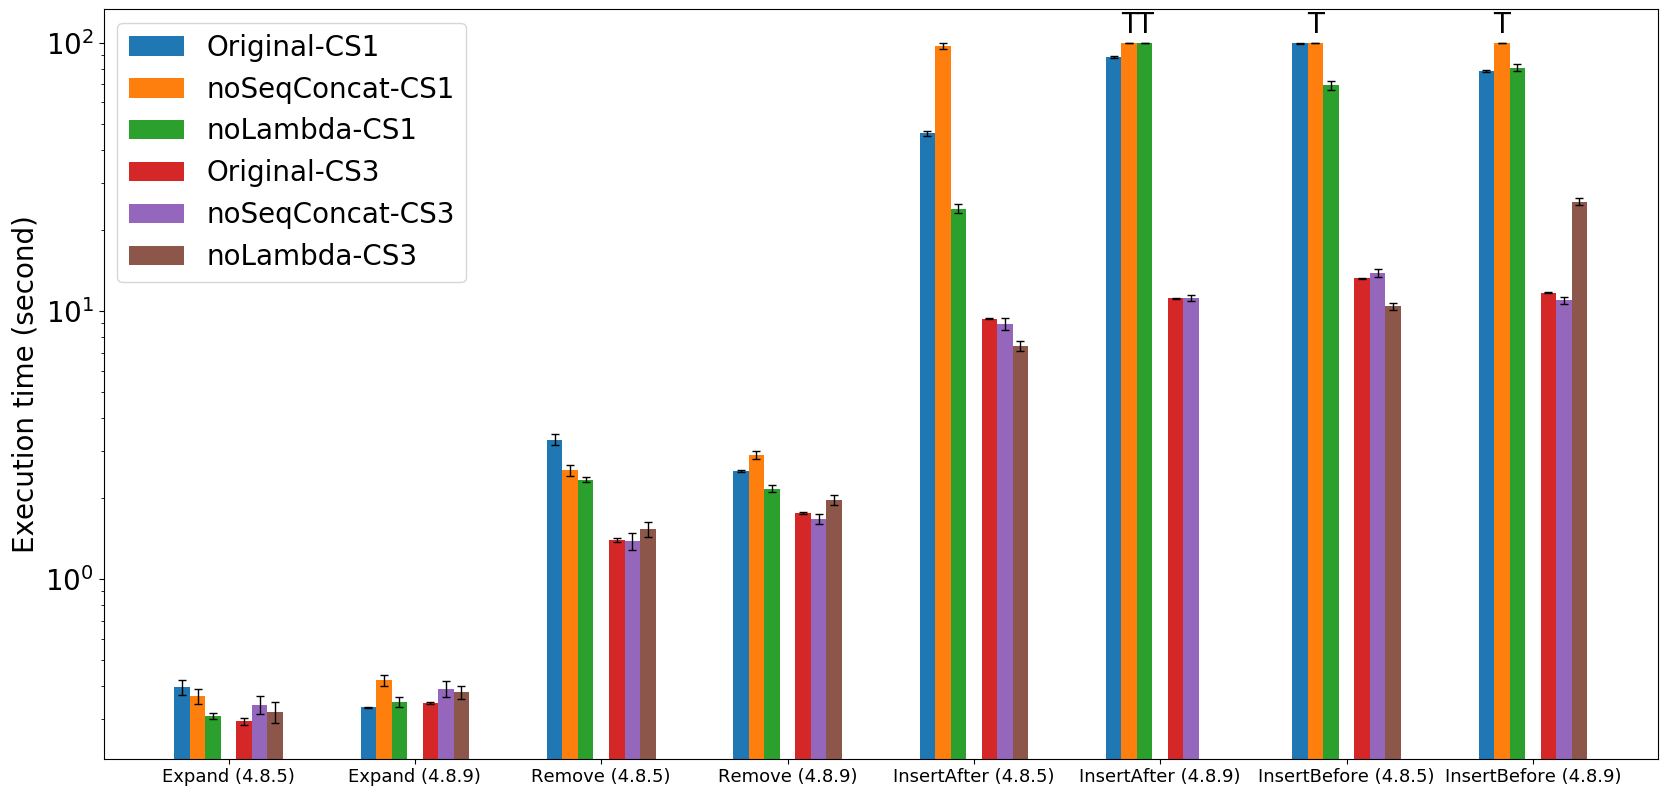 TT
T
T
Original-CS1
noSeqConcat-CS1
noLambda-CS1
Original-CS3
noSeqConcat-CS3
noLambda-CS3
Execution time (second)
10²
10¹
10⁰
Expand (4.8.5)
Expand (4.8.9)
Remove (4.8.5)
Remove (4.8.9)
InsertAfter (4.8.5)
InsertAfter (4.8.9)
InsertBefore (4.8.5)
InsertBefore (4.8.9)